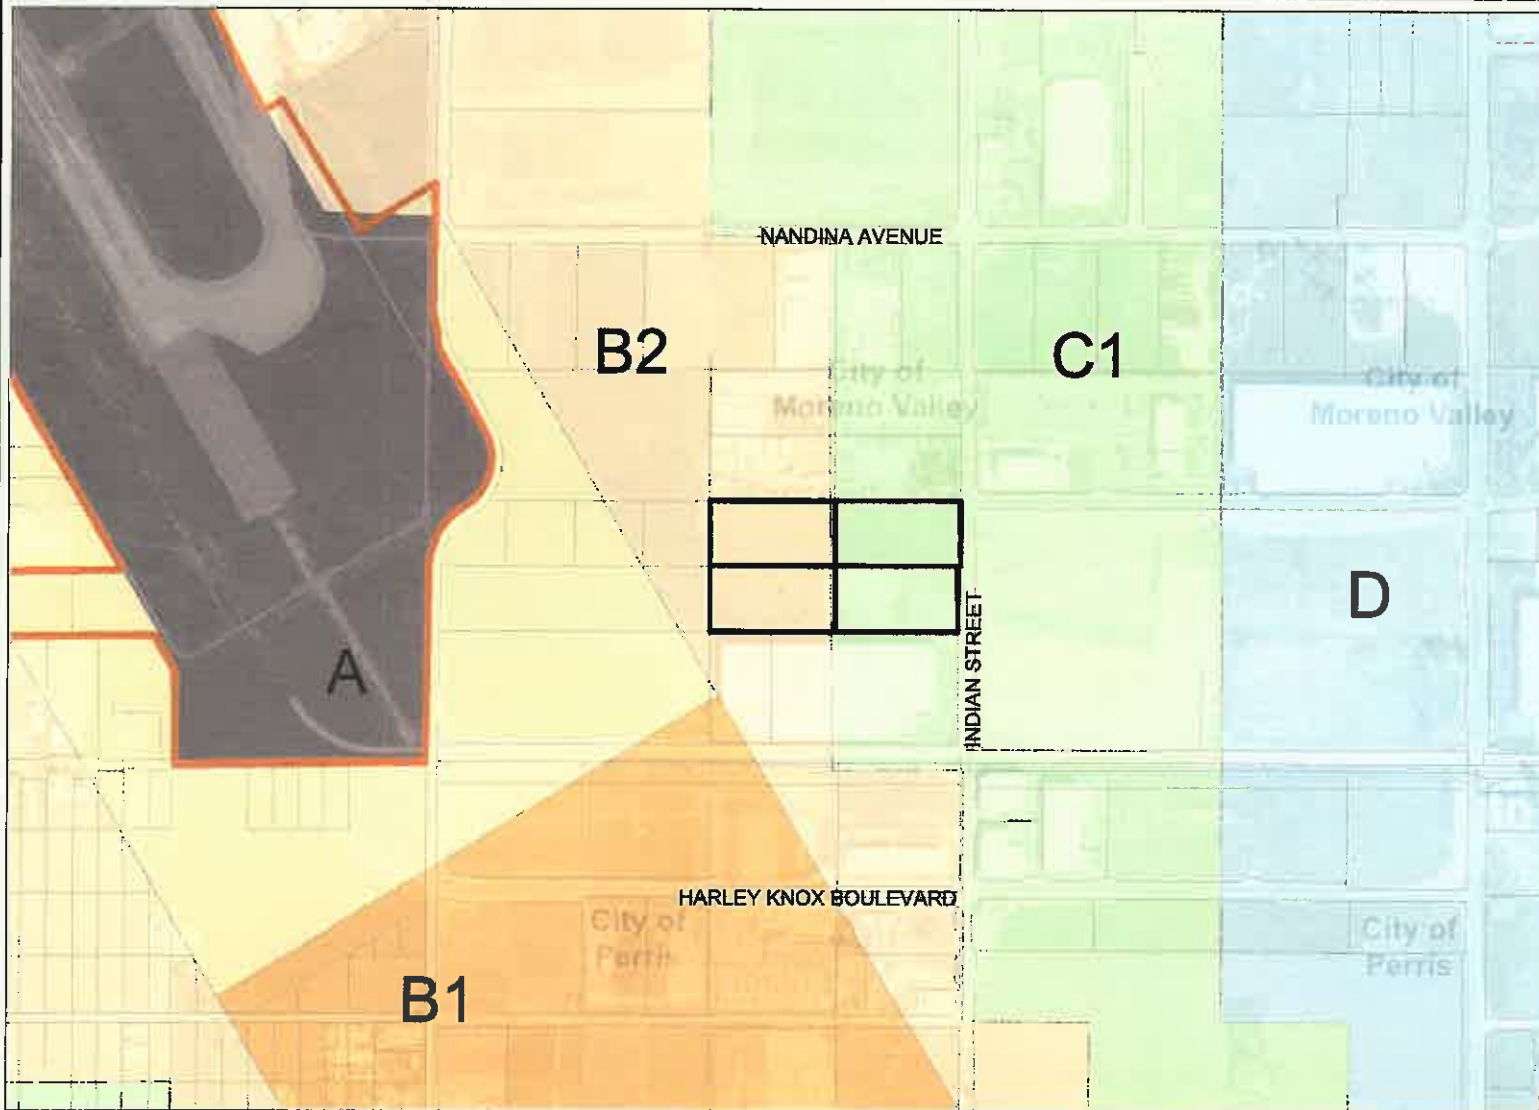 NANDINA AVENUE
B2
C1
City of
Moreno Valley
City of
Moreno Valley
D
INDIAN STREET
A
HARLEY KNOX BOULEVARD
City of
Perris
City of
Perris
B1